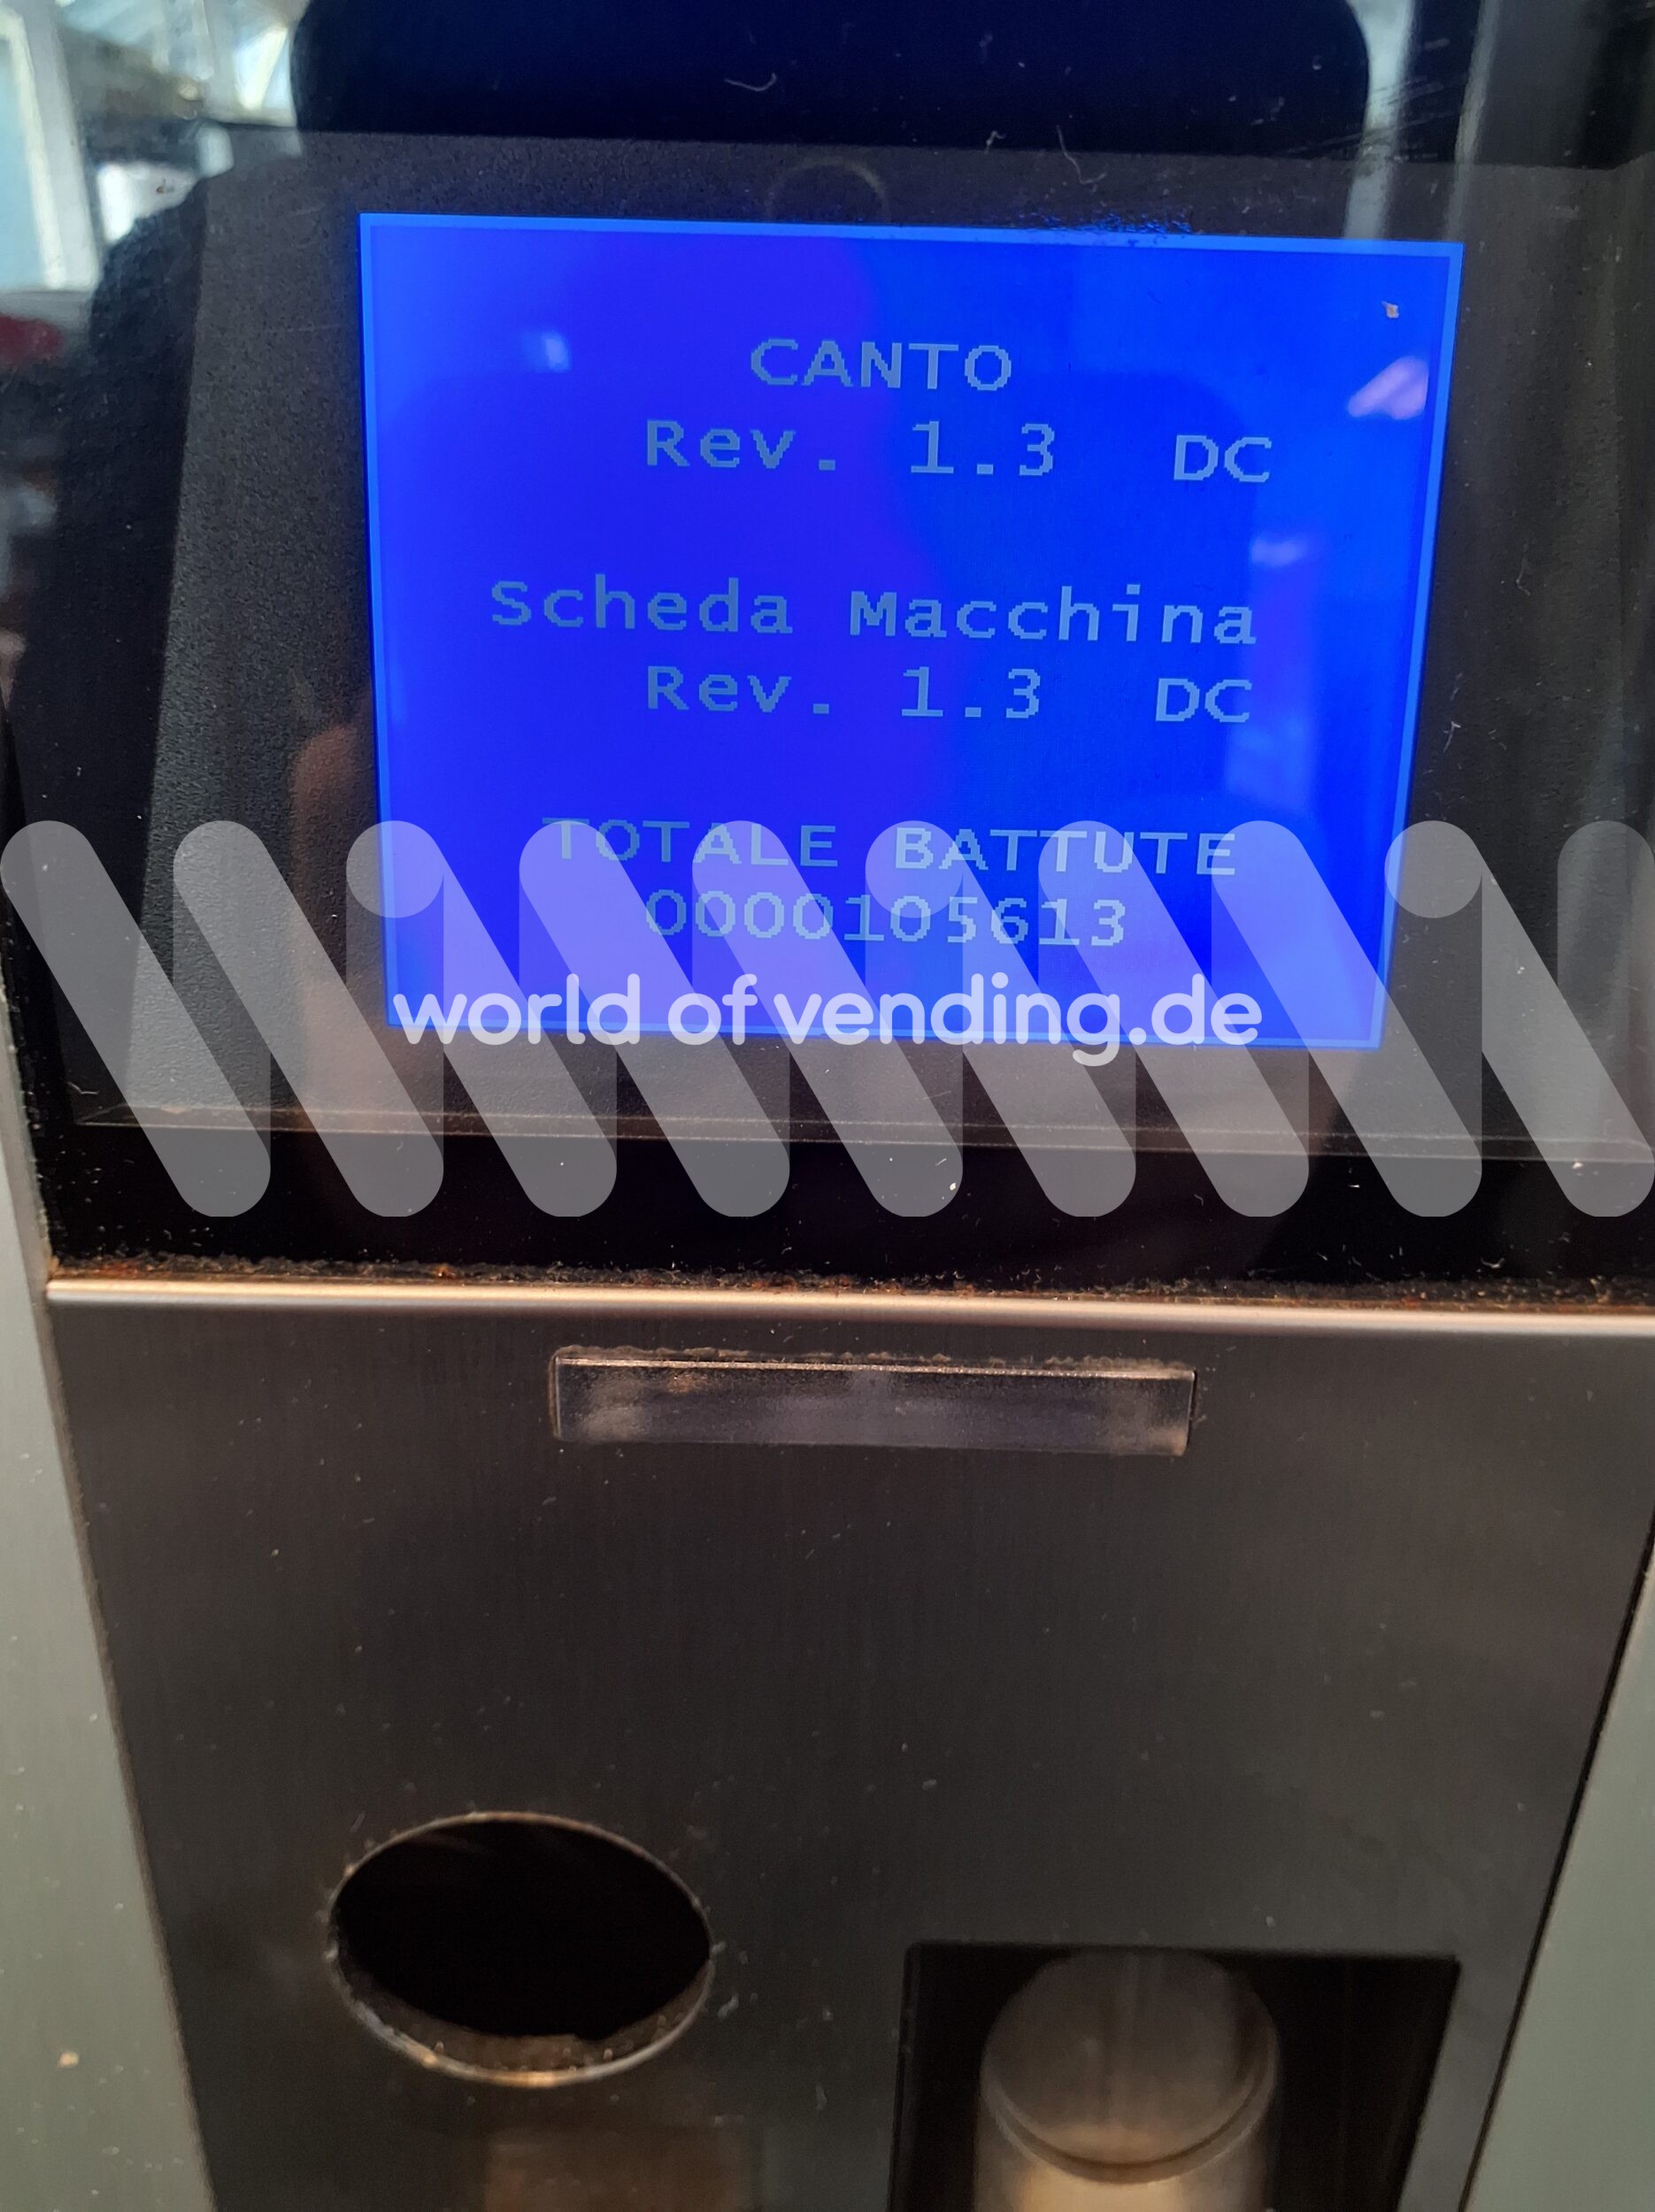 CANTO
Rev. 1.3 DC
Scheda Macchina
Rev. 1.3 DC
TOTALE BATTUTE
0000105613
world of vending.de